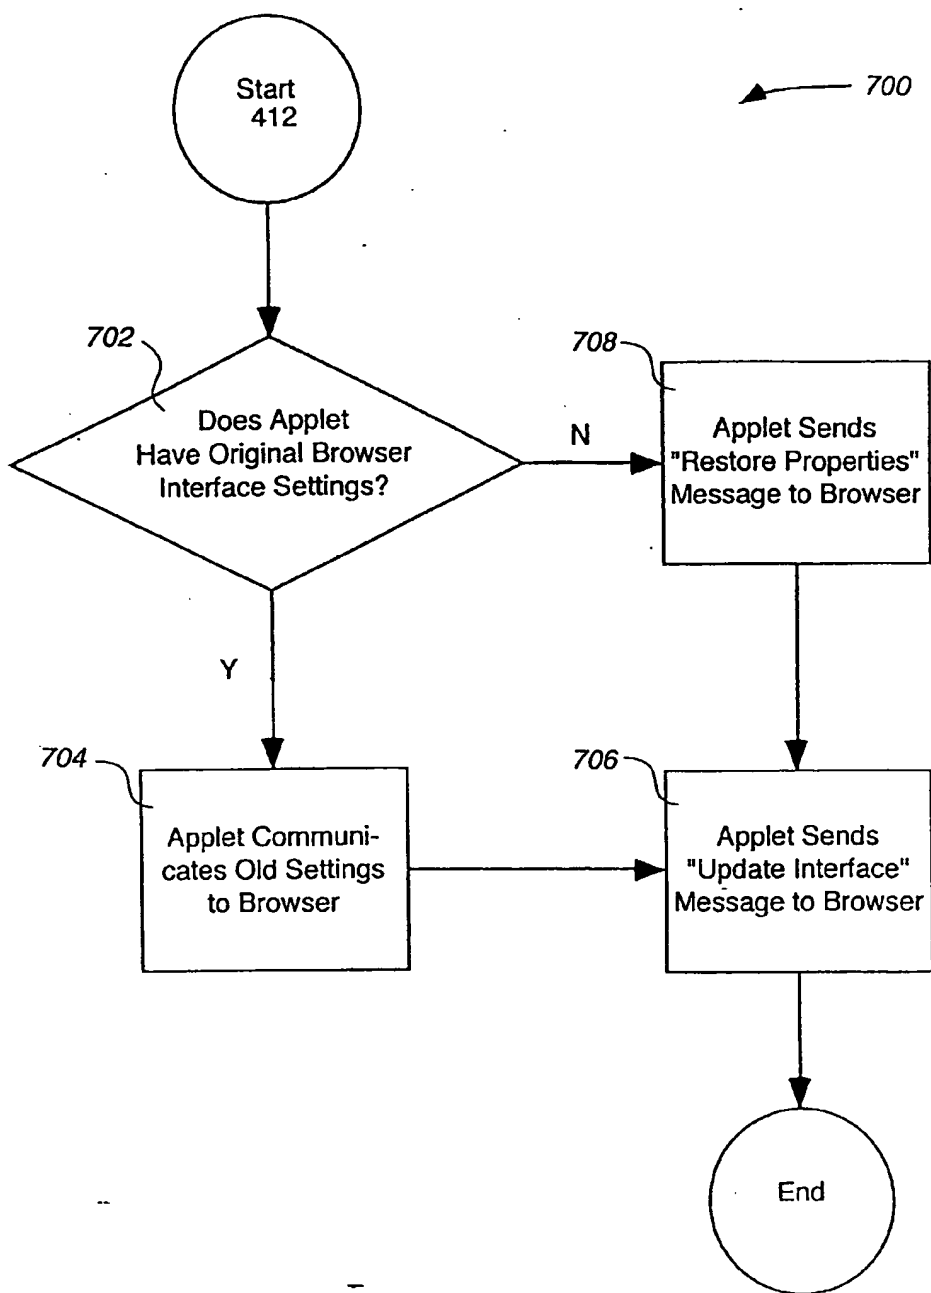 Start
412
700
702
Does Applet
Have Original Browser
Interface Settings?
N
708
Applet Sends
"Restore Properties"
Message to Browser
Y
704
Applet Communi-
cates Old Settings
to Browser
706
Applet Sends
"Update Interface"
Message to Browser
End